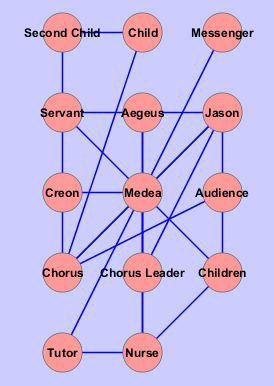 Second Child Child Messenger
Servant Aegeus Jason
Creon Medea Audience
Chorus Chorus Leader Children
Tutor Nurse